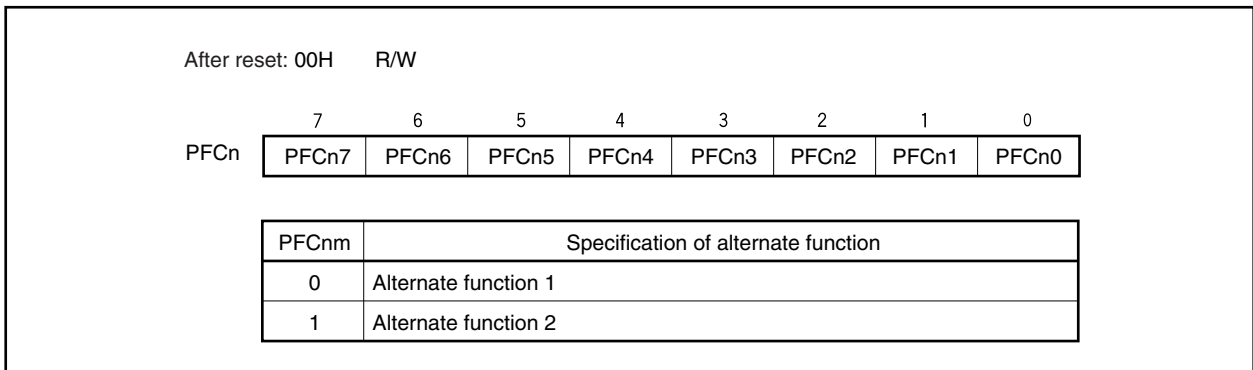 After reset: 00H R/W
7 6 5 4 3 2 1 0
PFCn PFCn7 PFCn6 PFCn5 PFCn4 PFCn3 PFCn2 PFCn1 PFCn0
PFCnm Specification of alternate function
0 Alternate function 1
1 Alternate function 2